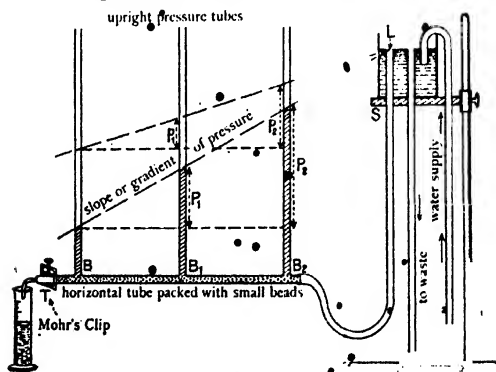 upright pressure tubes
L
S
P₁
P₂
slope or gradient of pressure
P₁
P₂
water supply
to waste
B
B₁
B₂
T
horizontal tube packed with small beads
Mohr's Clip